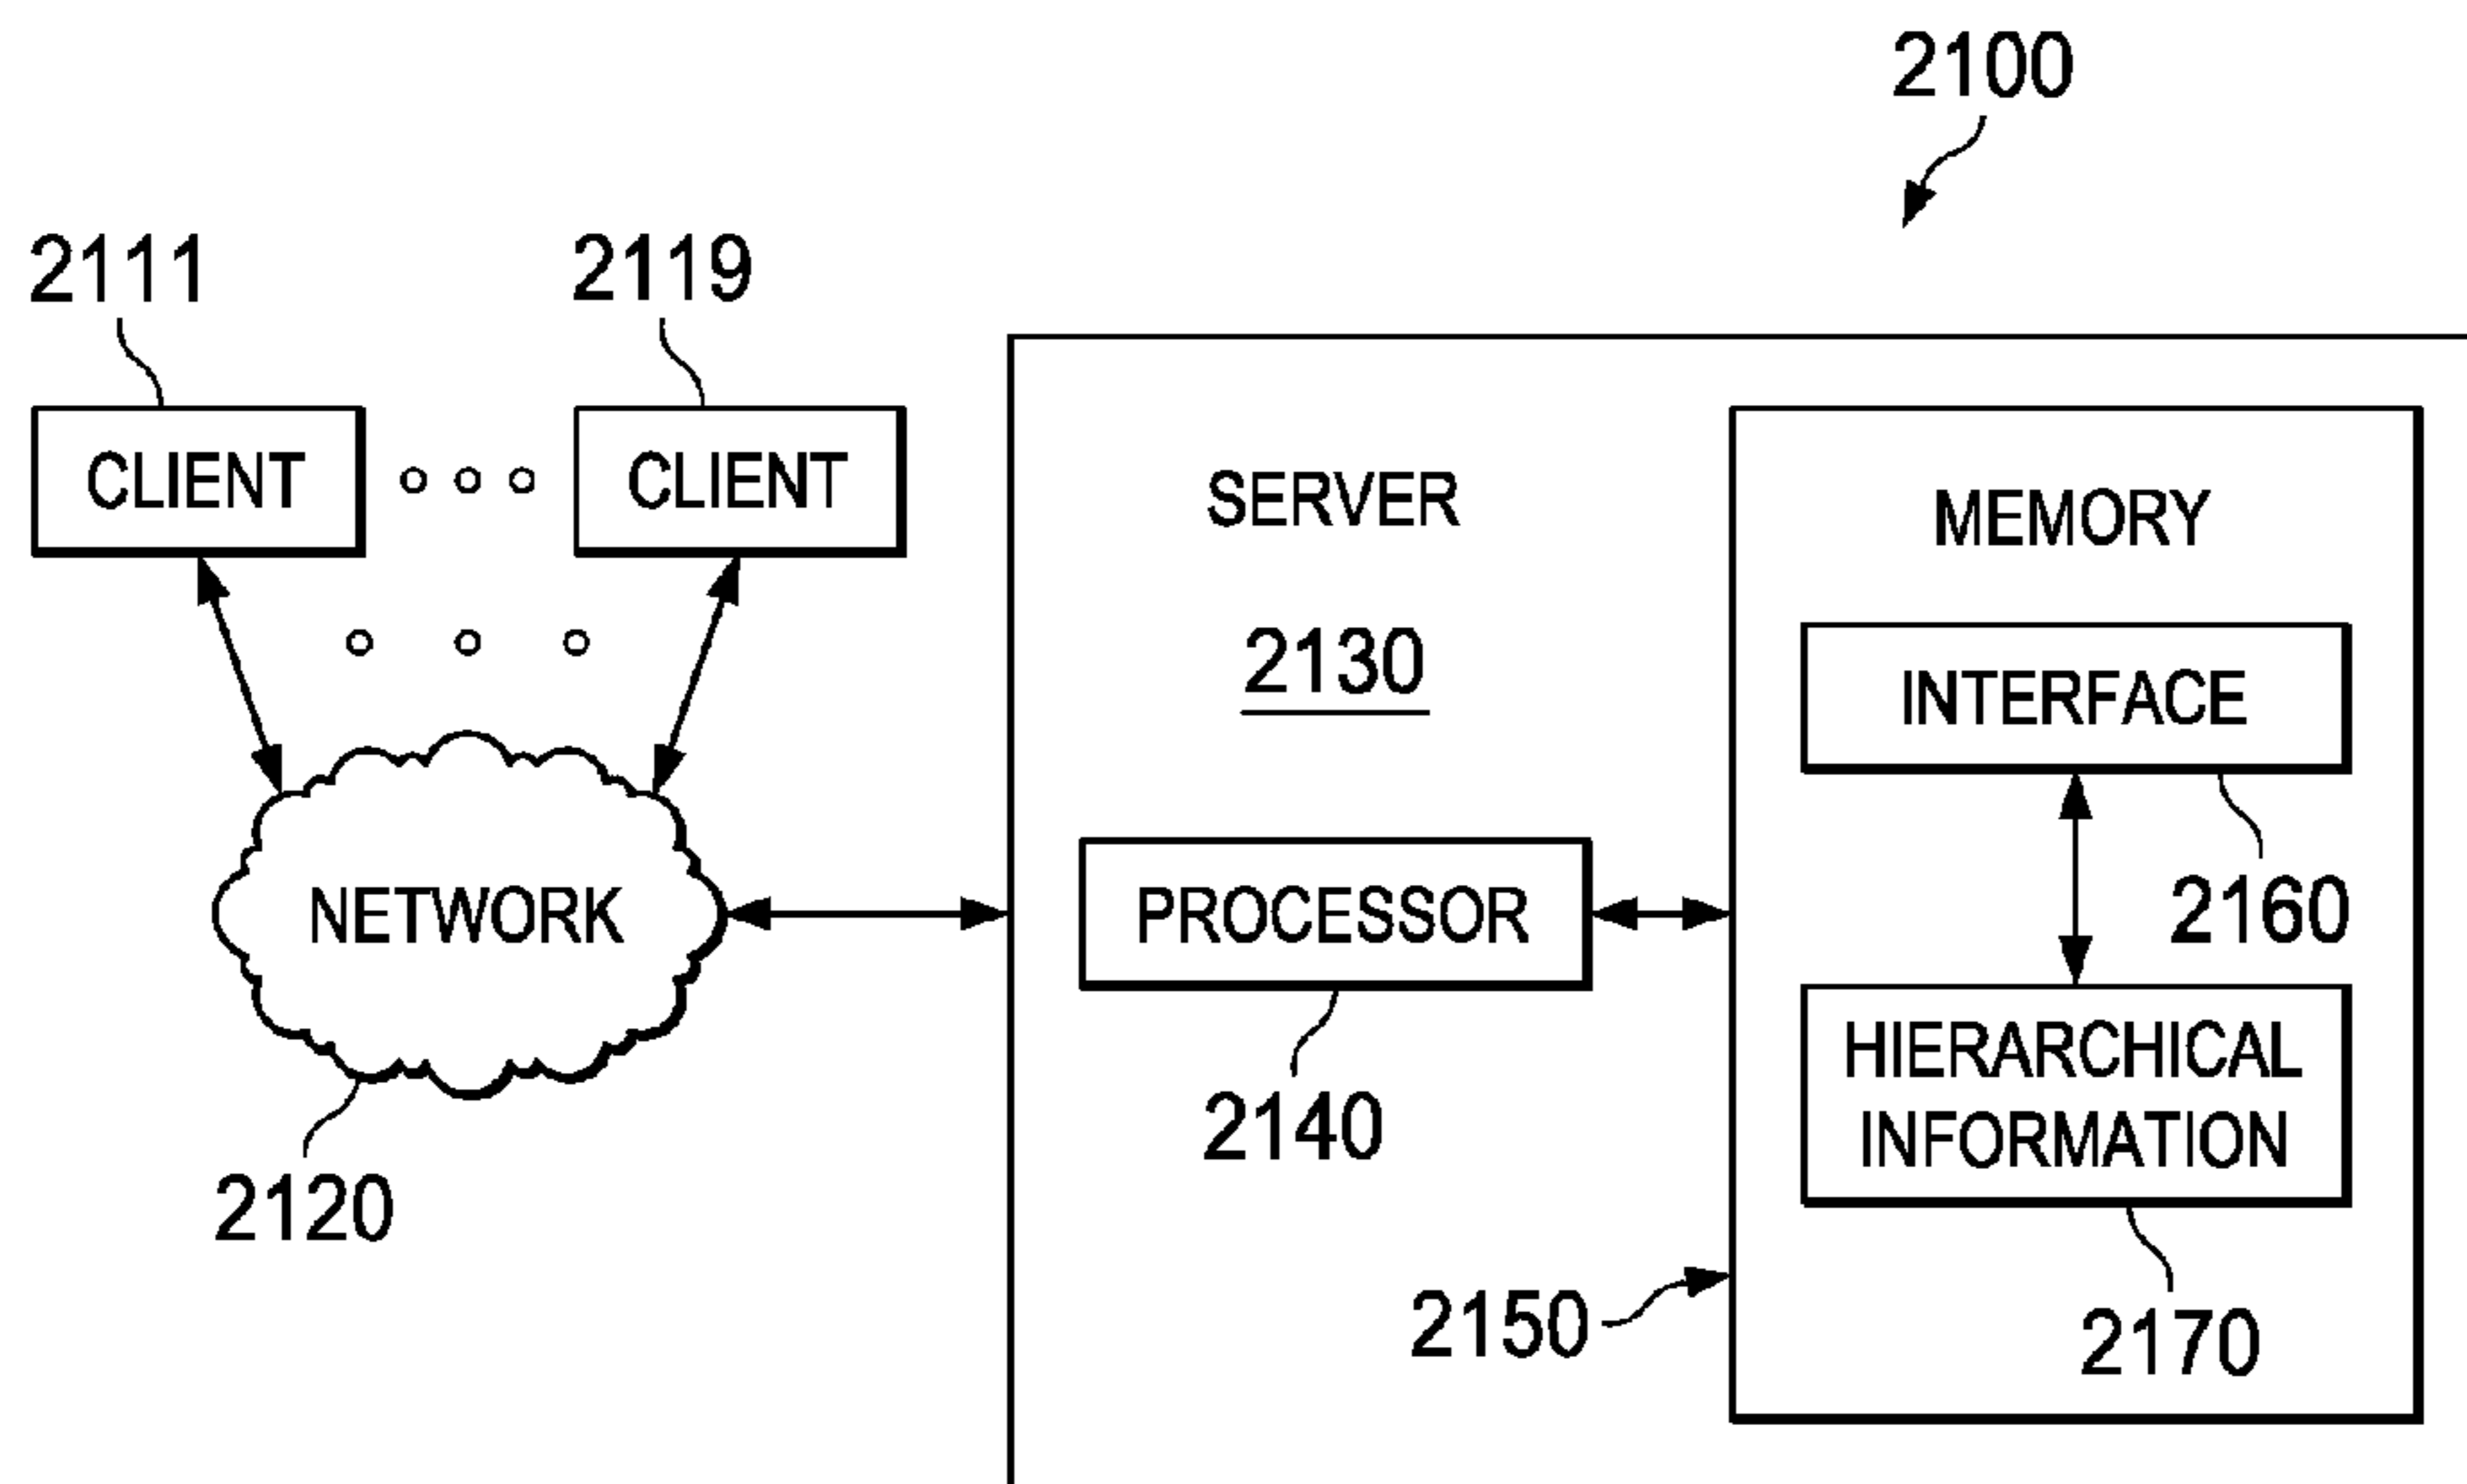 2100
2111
2119
CLIENT
CLIENT
SERVER
2130
MEMORY
INTERFACE
2160
NETWORK
PROCESSOR
HIERARCHICAL
INFORMATION
2140
2120
2150
2170